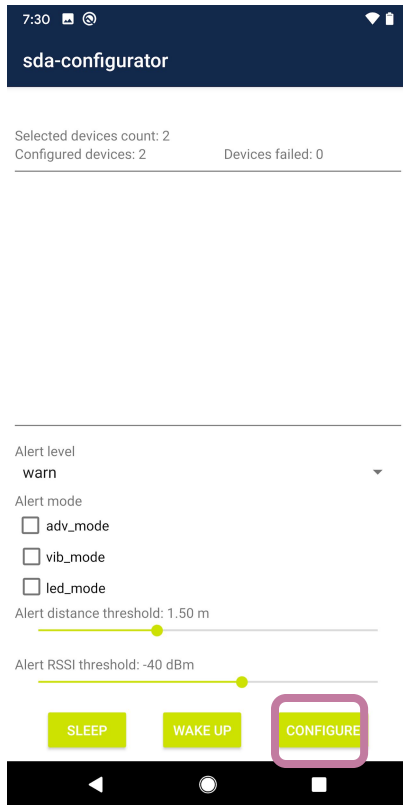 7:30
sda-configurator
Selected devices count: 2
Configured devices: 2 Devices failed: 0
Alert level
warn
Alert mode
adv_mode
vib_mode
led_mode
Alert distance threshold: 1.50 m
Alert RSSI threshold: -40 dBm
SLEEP WAKE UP CONFIGURE